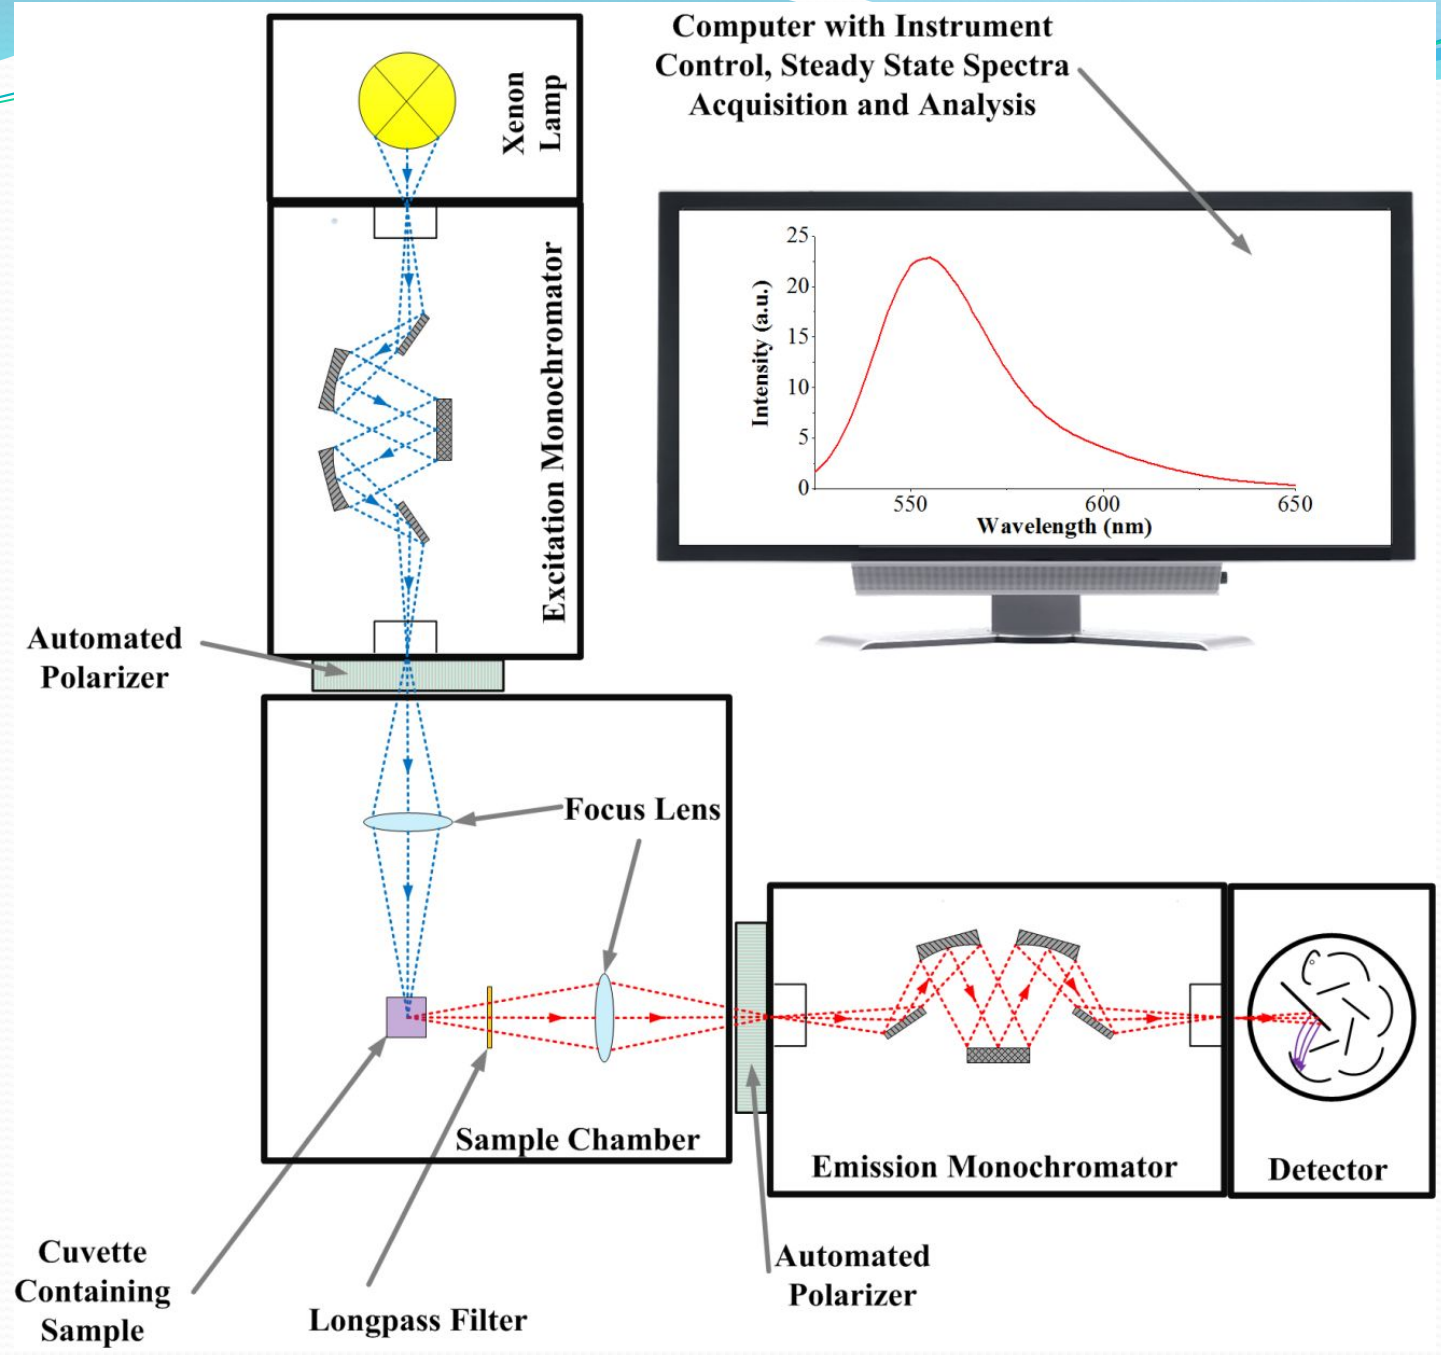 Computer with Instrument
Control, Steady State Spectra
Acquisition and Analysis
Xenon
Lamp
Excitation Monochromator
25
20
15
10
5
0
Intensity (a.u.)
550
600
650
Wavelength (nm)
Automated
Polarizer
Focus Lens
Sample Chamber
Emission Monochromator
Detector
Cuvette
Containing
Sample
Longpass Filter
Automated
Polarizer